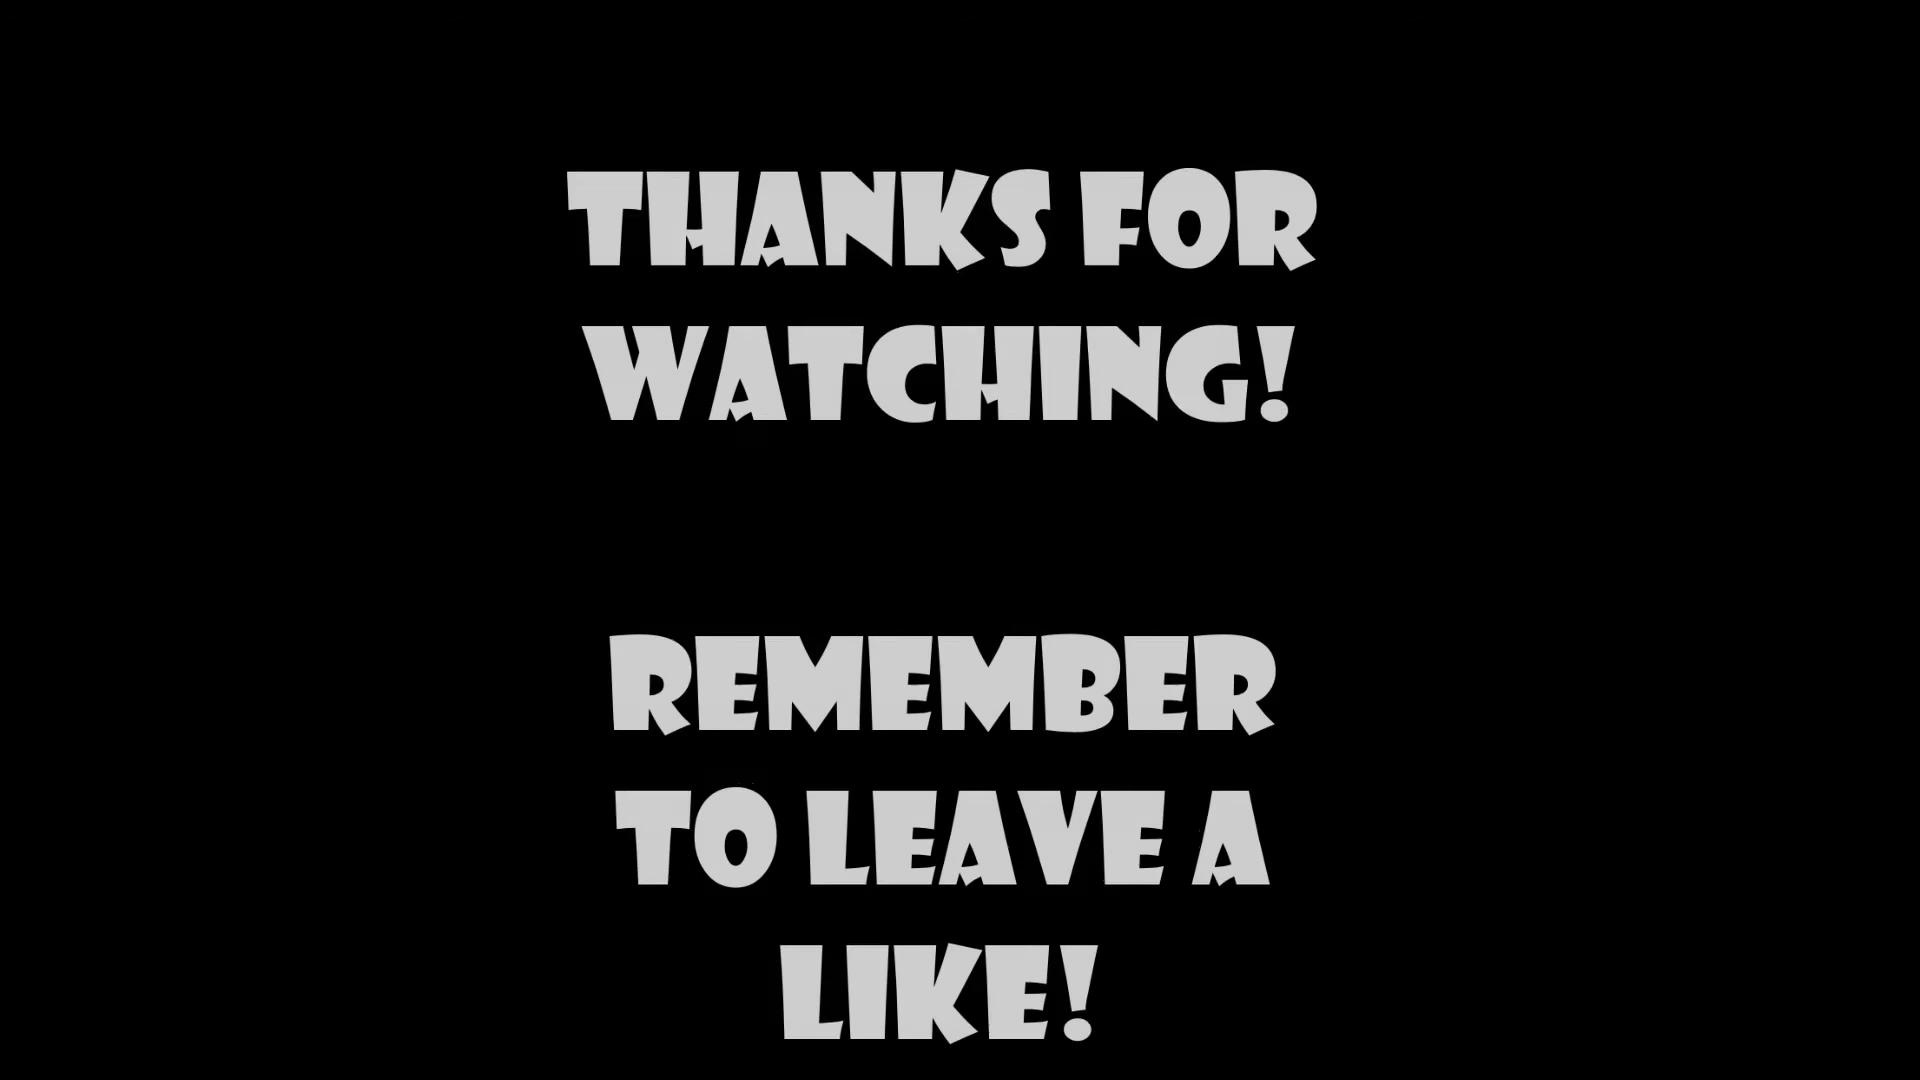 THANKS FOR
WATCHING!
REMEMBER
TO LEAVE A
LIKE!